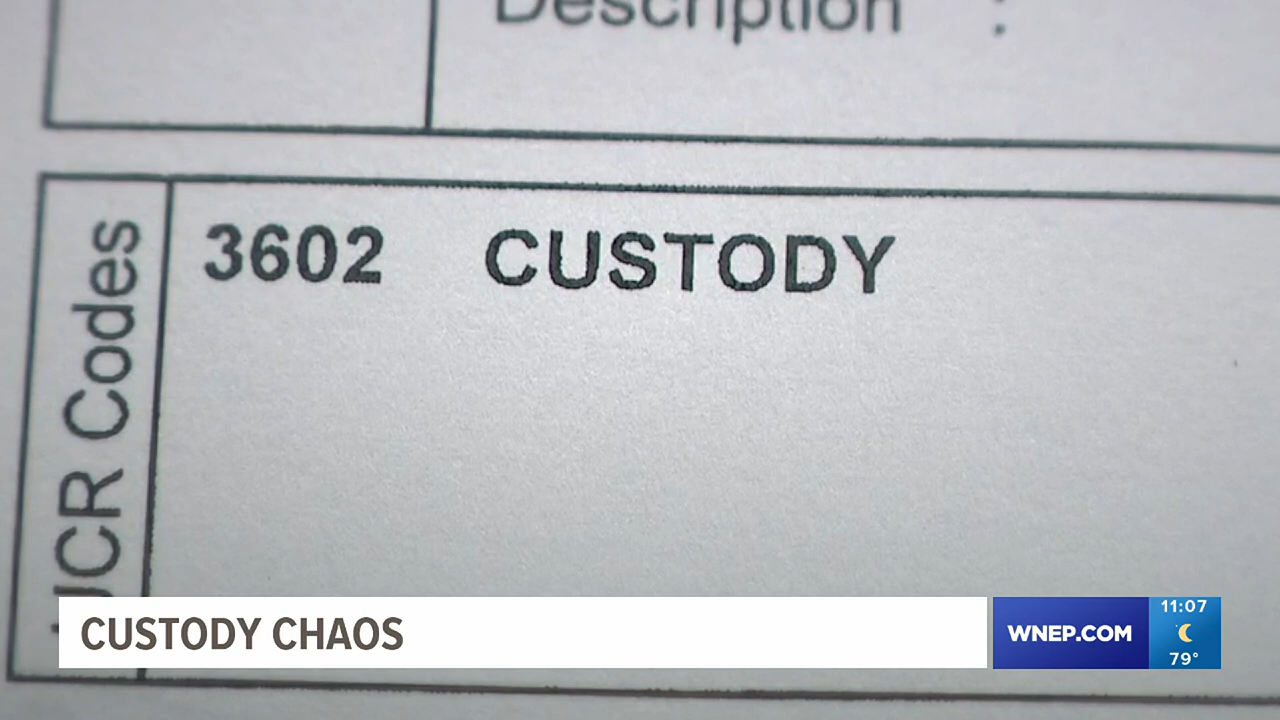 Description :
3602 CUSTODY
UCR Codes
CUSTODY CHAOS
WNEP.COM
11:07
79°